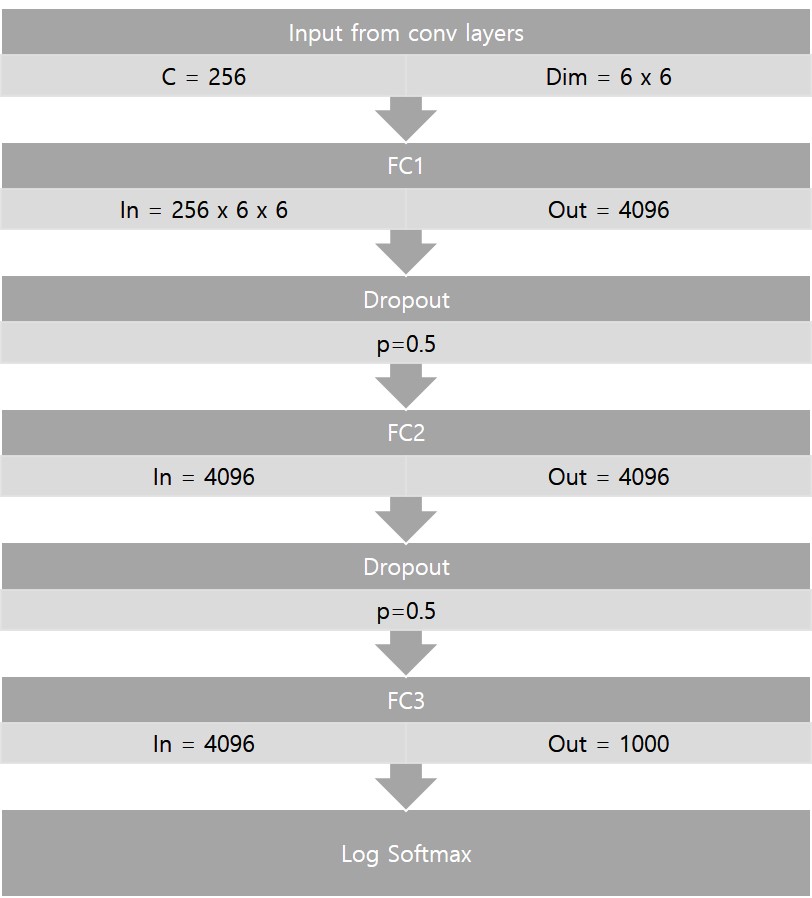 Input from conv layers
C = 256
Dim = 6 x 6
FC1
In = 256 x 6 x 6
Out = 4096
Dropout
p=0.5
FC2
In = 4096
Out = 4096
Dropout
p=0.5
FC3
In = 4096
Out = 1000
Log Softmax